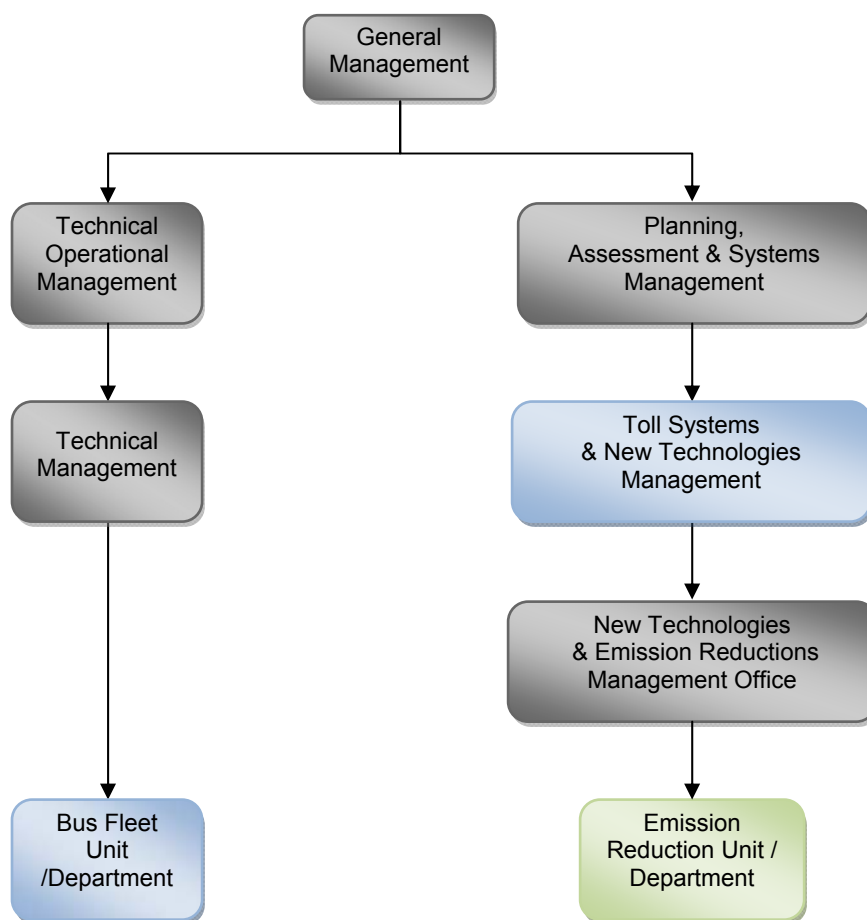 General
Management
Technical
Operational
Management
Planning,
Assessment & Systems
Management
Technical
Management
Toll Systems
& New Technologies
Management
New Technologies
& Emission Reductions
Management Office
Bus Fleet
Unit
/Department
Emission
Reduction Unit /
Department